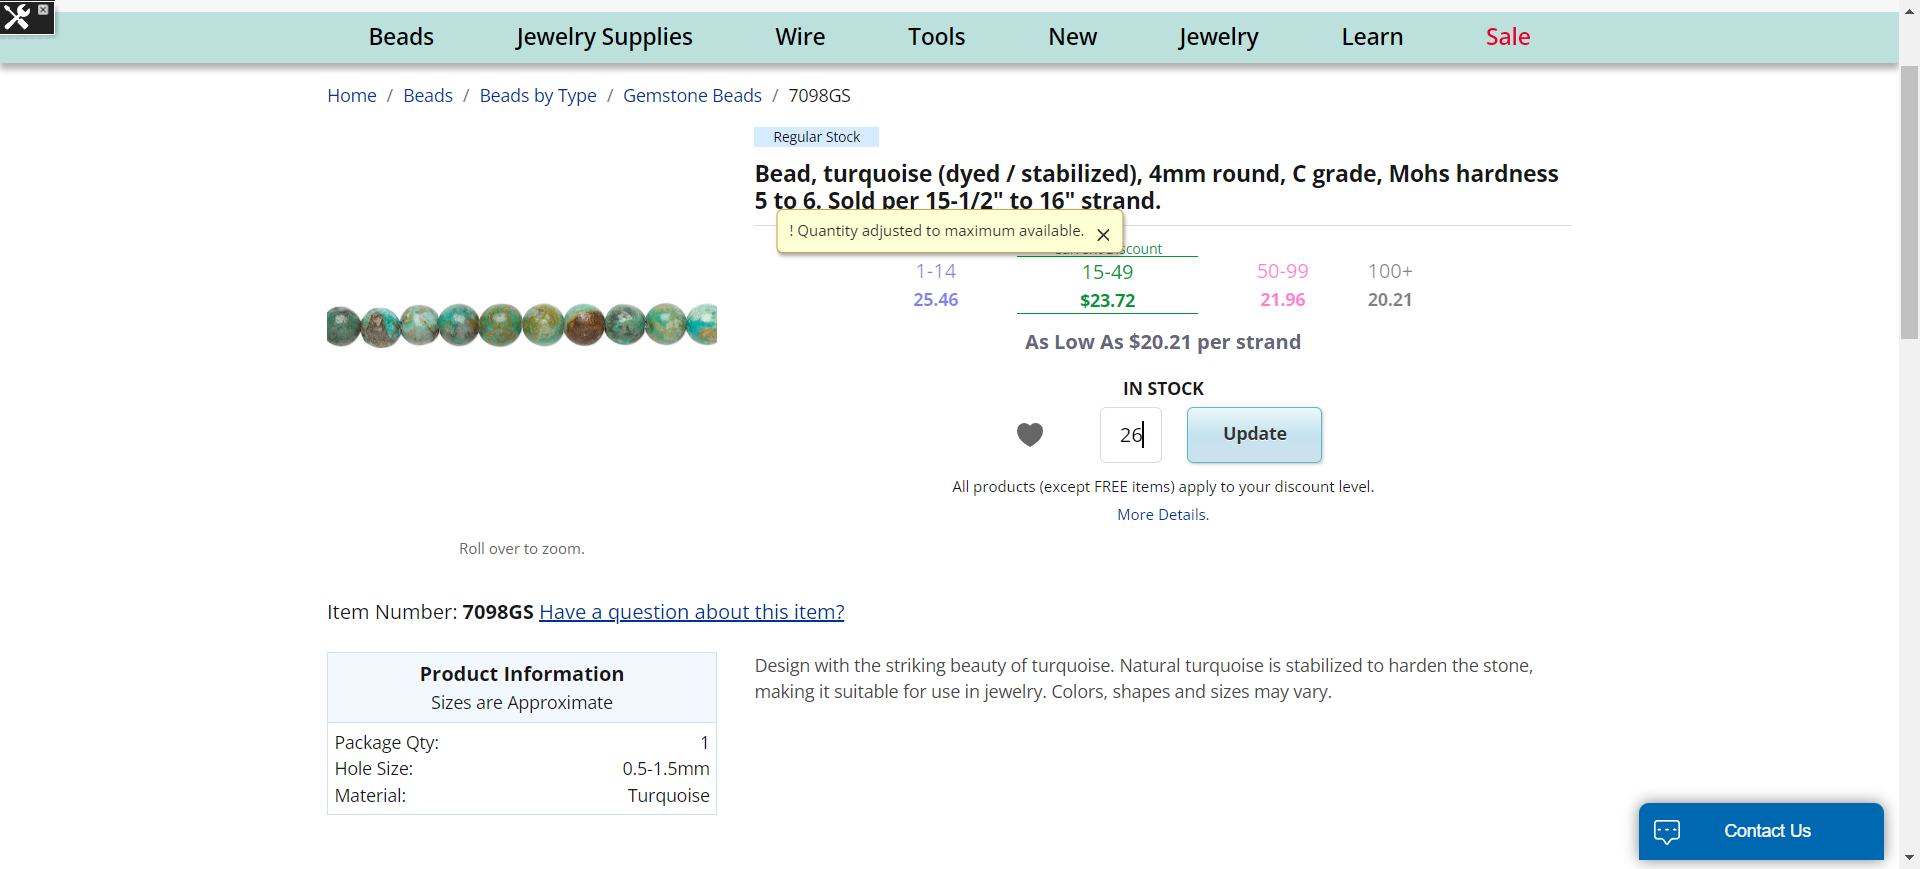 Beads Jewelry Supplies Wire Tools New Jewelry Learn Sale
Home / Beads / Beads by Type / Gemstone Beads / 7098GS
Regular Stock
Bead, turquoise (dyed / stabilized), 4mm round, C grade, Mohs hardness
5 to 6. Sold per 15-1/2" to 16" strand.
! Quantity adjusted to maximum available.
1-14 15-49 50-99 100+
25.46 $23.72 21.96 20.21
As Low As $20.21 per strand
IN STOCK
26 Update
All products (except FREE items) apply to your discount level.
More Details.
Roll over to zoom.
Item Number: 7098GS Have a question about this item?
Product Information
Sizes are Approximate
Package Qty: 1
Hole Size: 0.5-1.5mm
Material: Turquoise
Design with the striking beauty of turquoise. Natural turquoise is stabilized to harden the stone,
making it suitable for use in jewelry. Colors, shapes and sizes may vary.
Contact Us